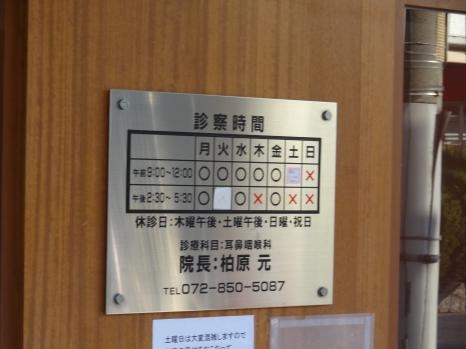 診察時間
月 火 水 木 金 土 日
午前9:00~12:00 ○ ○ ○ ○ ○ ×
午後2:30~5:30 ○ ○ × ○ × ×
休診日:木曜午後・土曜午後・日曜・祝日
診療科目:耳鼻咽喉科
院長:柏原 元
TEL072-850-5087
土曜日は大変混雑しますので